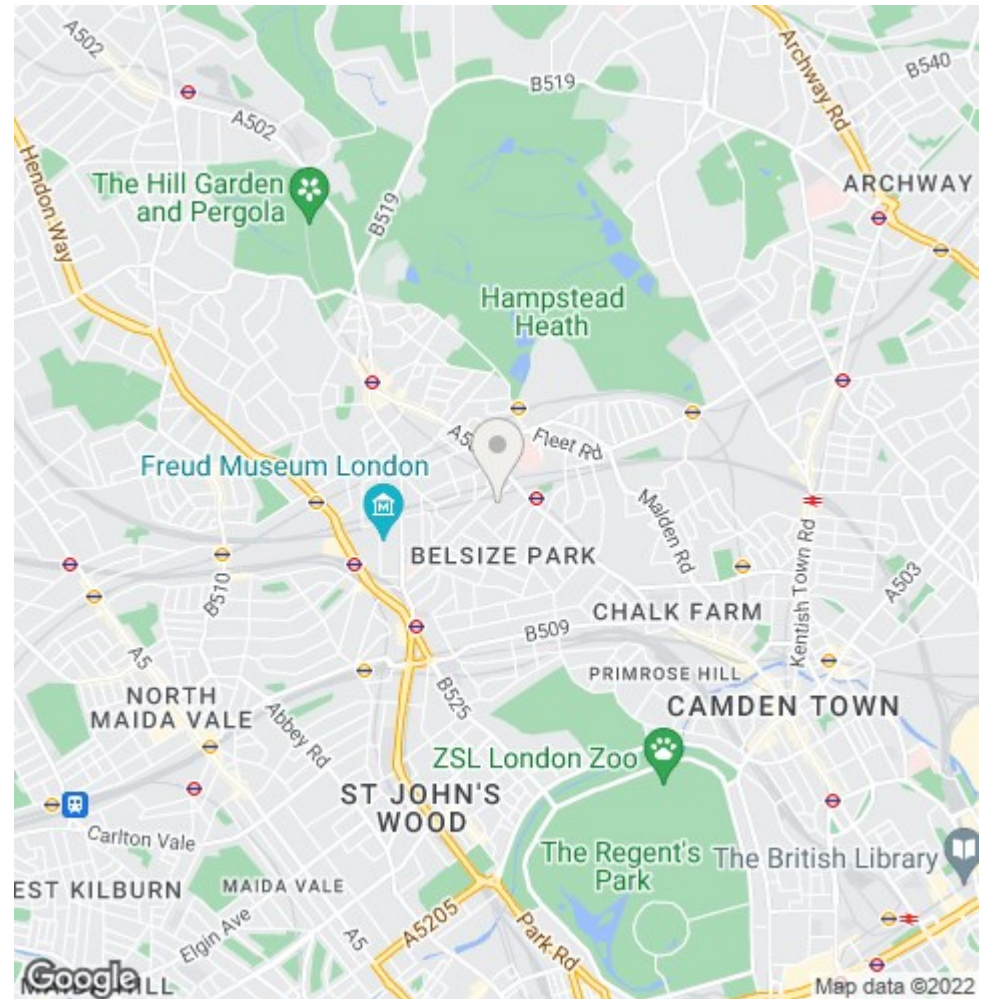 A502
B519
B540
Archway Rd
A502
The Hill Garden
and Pergola
ARCHWAY
Hendon Way
B519
Hampstead
Heath
Fleet Rd
Freud Museum London
Malden Rd
BELSIZE PARK
Kentish Town Rd
A503
B510
CHALK FARM
B509
A5
PRIMROSE HILL
NORTH
MAIDA VALE
B525
CAMDEN TOWN
Abbey Rd
ZSL London Zoo
ST JOHN'S
WOOD
Carlton Vale
The Regent's
Park
The British Library
EST KILBURN
MAIDA VALE
Elgin Ave
A5
A5205
Park Rd
Google
Map data ©2022